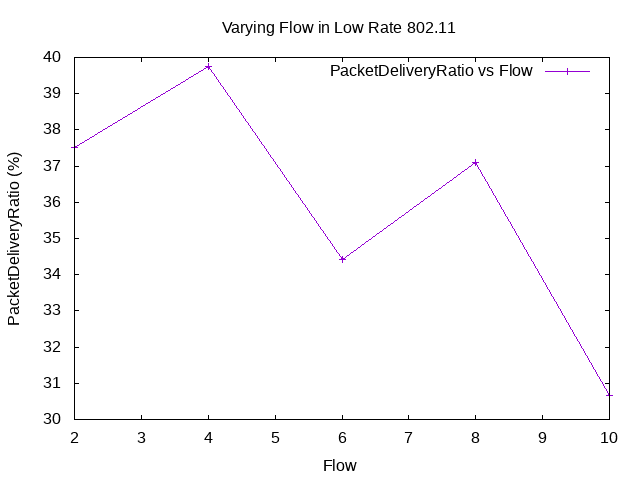 Varying Flow in Low Rate 802.11
PacketDeliveryRatio vs Flow
PacketDeliveryRatio (%)
40
39
38
37
36
35
34
33
32
31
30
2 3 4 5 6 7 8 9 10
Flow